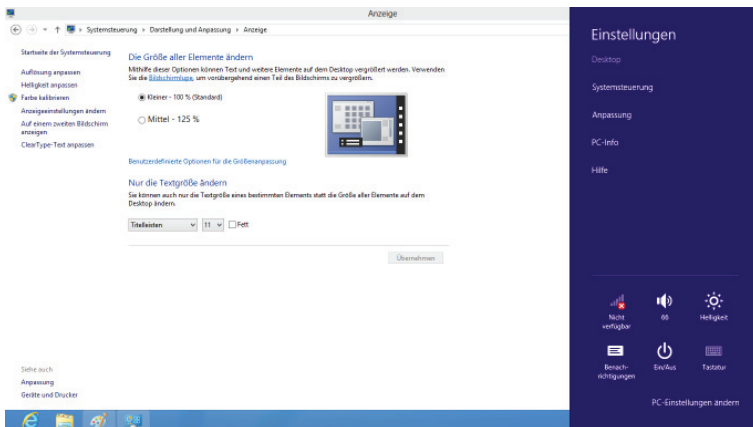 Anzeige
Systemsteuerung › Darstellung und Anpassung › Anzeige
Startseite der Systemsteuerung
Auflösung anpassen
Helligkeit anpassen
Farbe kalibrieren
Anzeigeeinstellungen ändern
Auf einem zweiten Bildschirm
anzeigen
ClearType-Text anpassen
Siehe auch
Anpassung
Geräte und Drucker
Die Größe aller Elemente ändern
Mithilfe dieser Optionen können Text und weitere Elemente auf dem Desktop vergrößert werden. Verwenden
Sie die Bildschirmlupe, um vorübergehend einen Teil des Bildschirms zu vergrößern.
Kleiner - 100 % (Standard)
Mittel - 125 %
Benutzerdefinierte Optionen für die Größenanpassung
Nur die Textgröße ändern
Sie können auch nur die Textgröße eines bestimmten Elements statt die Größe aller Elemente auf dem
Desktop ändern.
Titelleisten 11 Fett
Übernehmen
Einstellungen
Desktop
Systemsteuerung
Anpassung
PC-Info
Hilfe
Nicht
verfügbar
66
Helligkeit
Benach-
richtigungen
Ein/Aus
Tastatur
PC-Einstellungen ändern